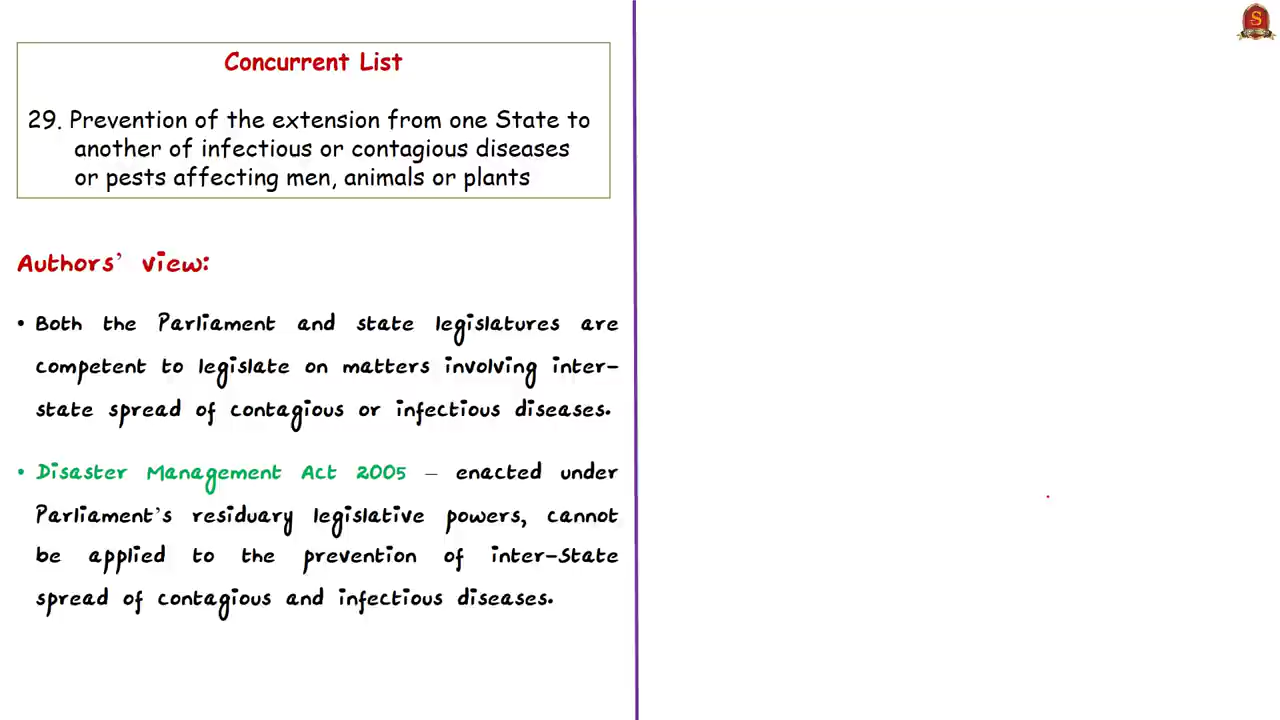 Concurrent List
29. Prevention of the extension from one State to
another of infectious or contagious diseases
or pests affecting men, animals or plants
Authors' view:
• Both the Parliament and state legislatures are
competent to legislate on matters involving inter-
state spread of contagious or infectious diseases.
• Disaster Management Act 2005 – enacted under
Parliament's residuary legislative powers, cannot
be applied to the prevention of inter-State
spread of contagious and infectious diseases.
S